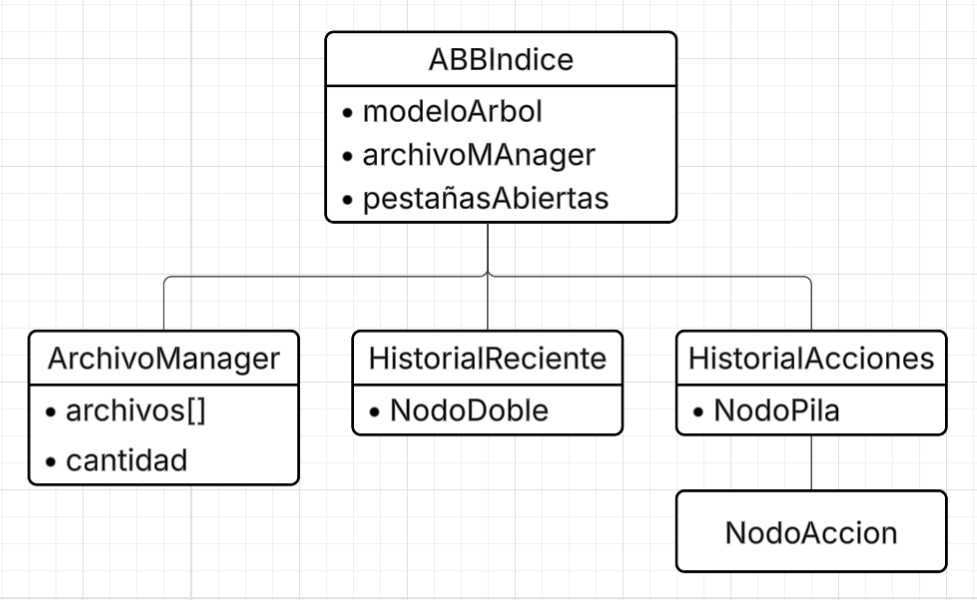 ABBIndice
• modeloArbol
• archivoMAnager
• pestañasAbiertas
ArchivoManager
• archivos[]
• cantidad
HistorialReciente
• NodoDoble
HistorialAcciones
• NodoPila
NodoAccion